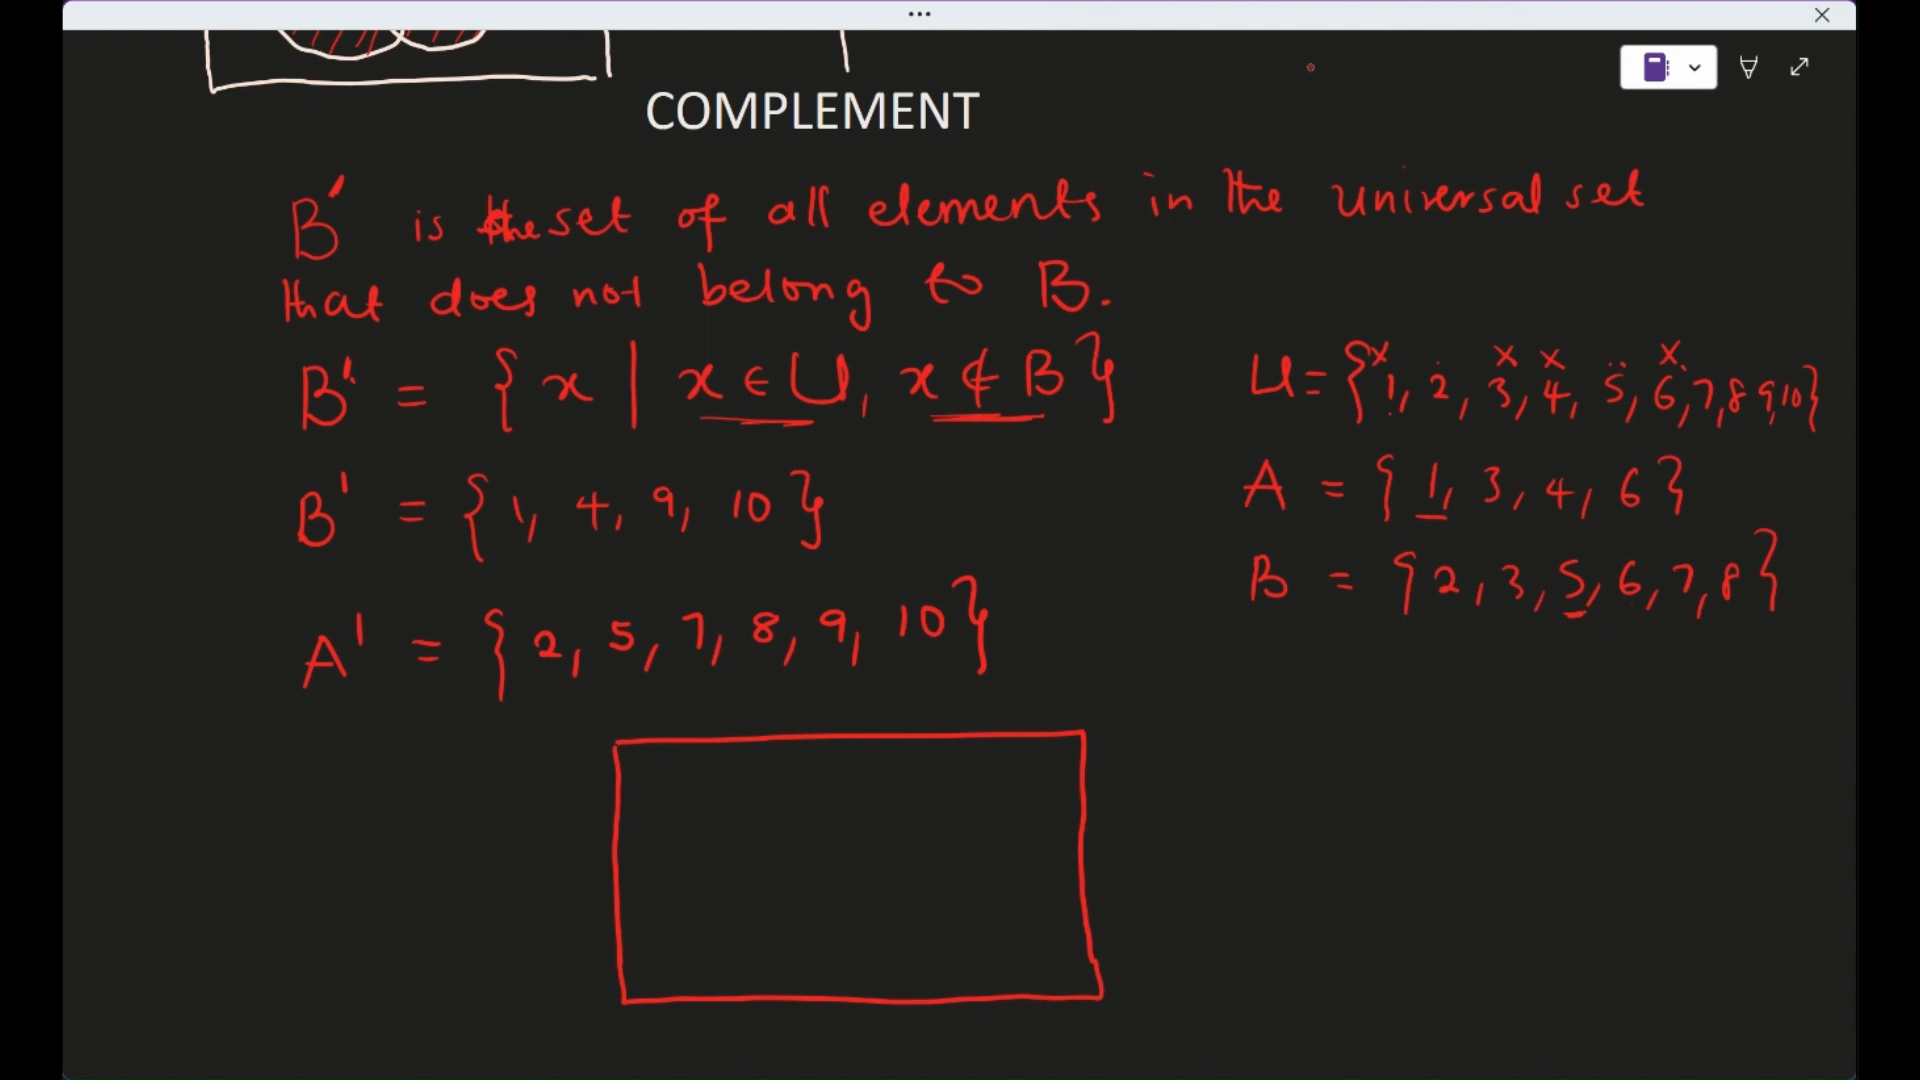 COMPLEMENT
B' is the set of all elements in the universal set
that does not belong to B.
B' = { x | x ∈ U, x ∉ B }
U = { 1, 2, 3, 4, 5, 6, 7, 8 9, 10 }
A = { 1, 3, 4, 6 }
B' = { 1, 4, 9, 10 }
B = { 2, 3, 5, 6, 7, 8 }
A' = { 2, 5, 7, 8, 9, 10 }